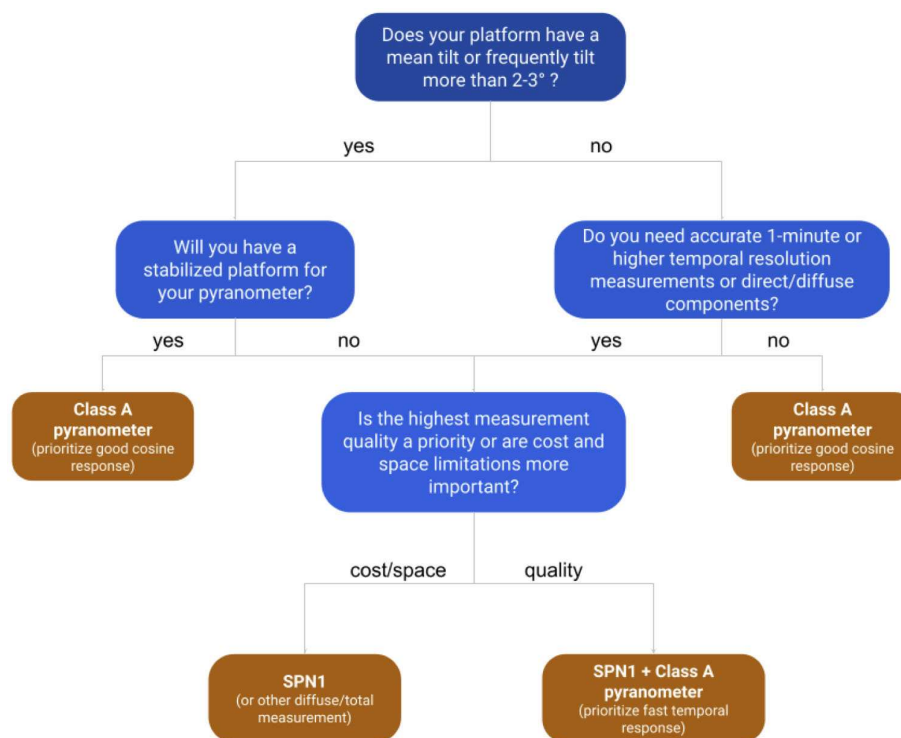 Does your platform have a
mean tilt or frequently tilt
more than 2-3° ?
yes
no
Will you have a
stabilized platform for
your pyranometer?
Do you need accurate 1-minute or
higher temporal resolution
measurements or direct/diffuse
components?
yes
no
yes
no
Class A
pyranometer
(prioritize good cosine
response)
Is the highest measurement
quality a priority or are cost and
space limitations more
important?
Class A
pyranometer
(prioritize good cosine
response)
cost/space
quality
SPN1
(or other diffuse/total
measurement)
SPN1 + Class A
pyranometer
(prioritize fast temporal
response)